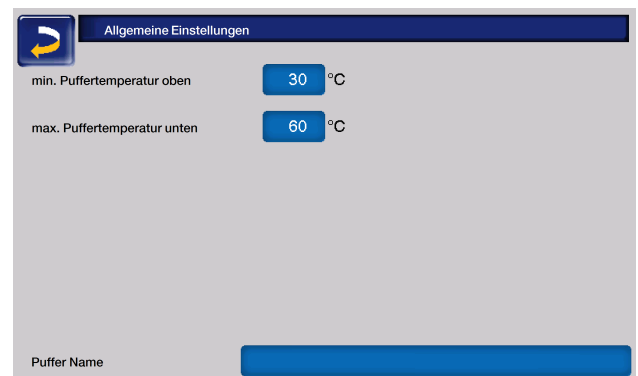 Allgemeine Einstellungen
min. Puffertemperatur oben 30 °C
max. Puffertemperatur unten 60 °C
Puffer Name